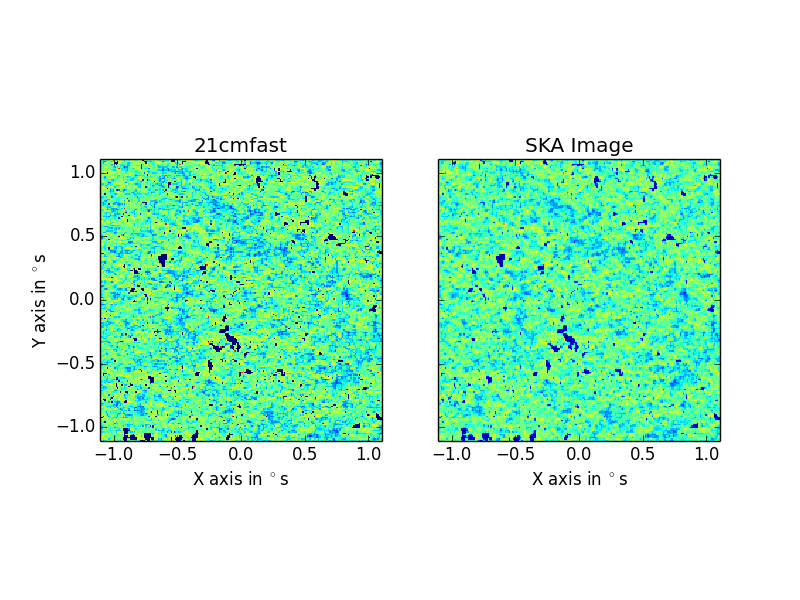 21cmfast
SKA Image
1.0
0.5
0.0
−0.5
−1.0
Y axis in °s
−1.0 −0.5 0.0 0.5 1.0
−1.0 −0.5 0.0 0.5 1.0
X axis in °s
X axis in °s